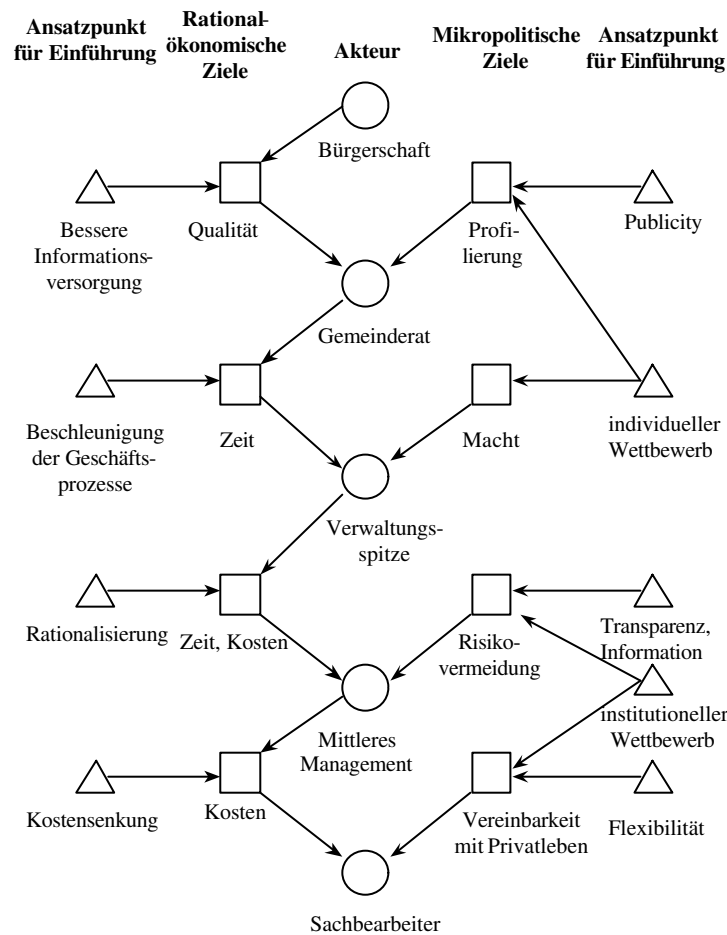 Ansatzpunkt
für Einführung
Rational-
ökonomische
Ziele
Akteur
Mikropolitische
Ziele
Ansatzpunkt
für Einführung
Bürgerschaft
Bessere
Informations-
versorgung
Qualität
Profi-
lierung
Publicity
Gemeinderat
Beschleunigung
der Geschäfts-
prozesse
Zeit
Macht
individueller
Wettbewerb
Verwaltungs-
spitze
Rationalisierung
Zeit, Kosten
Risiko-
vermeidung
Transparenz,
Information
institutioneller
Wettbewerb
Mittleres
Management
Kostensenkung
Kosten
Vereinbarkeit
mit Privatleben
Flexibilität
Sachbearbeiter